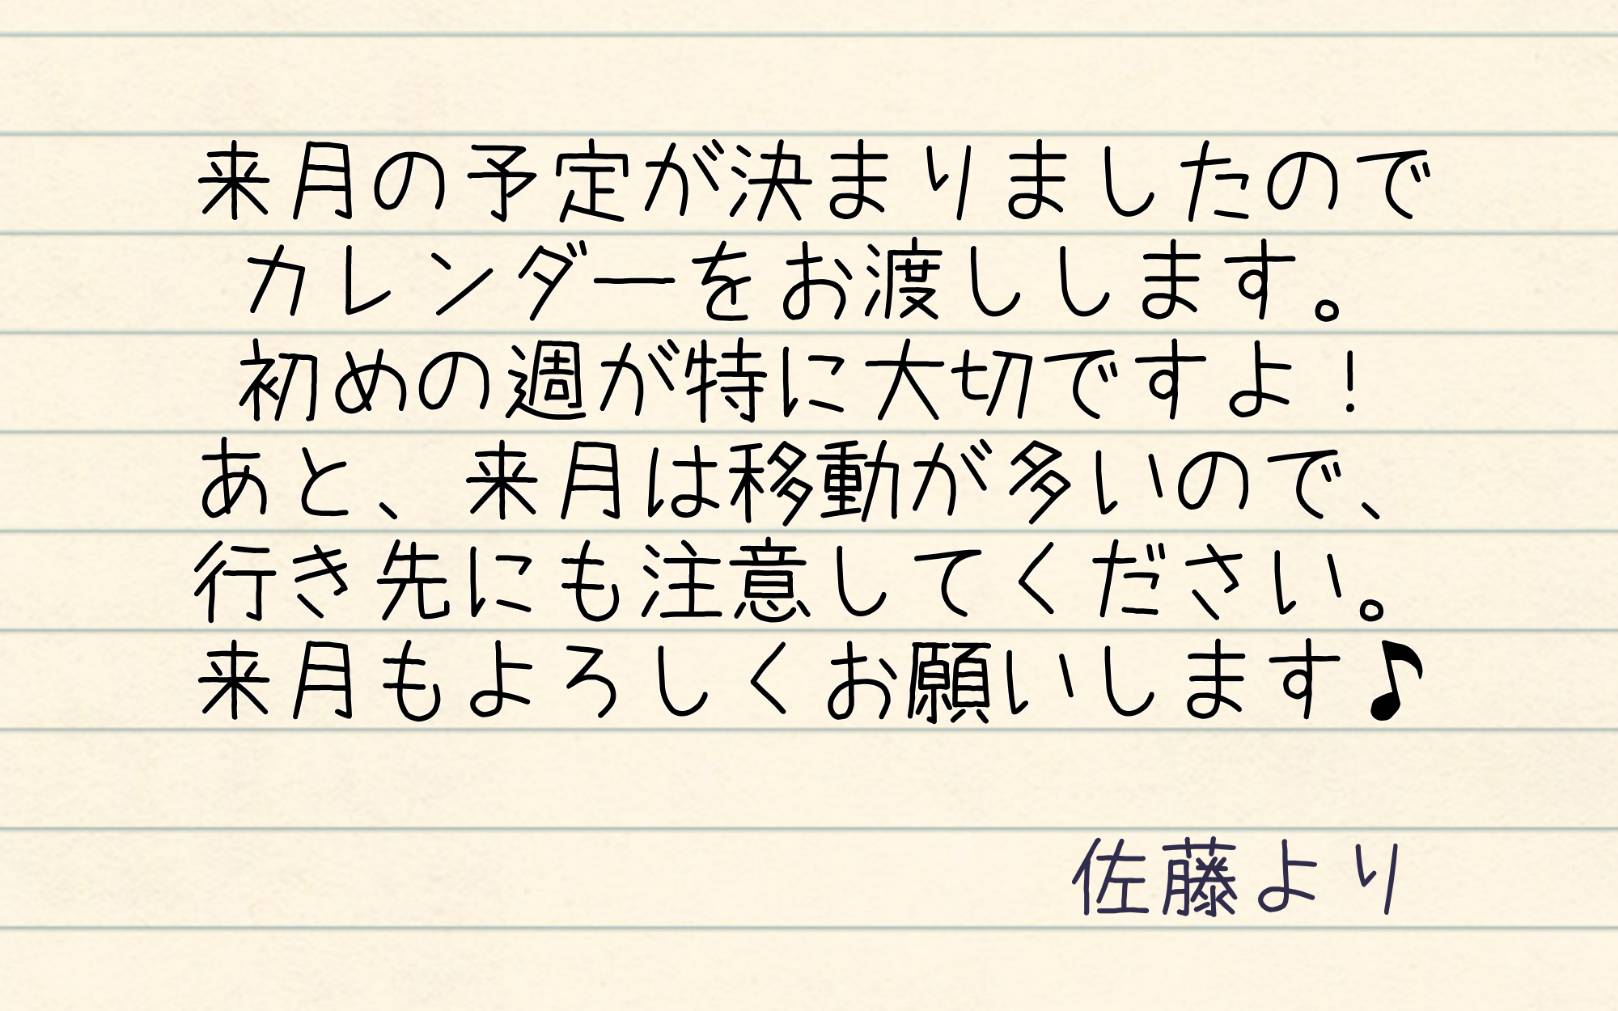 来月の予定が決まりましたので
カレンダーをお渡しします。
初めの週が特に大切ですよ！
あと、来月は移動が多いので、
行き先にも注意してください。
来月もよろしくお願いします♪
佐藤より